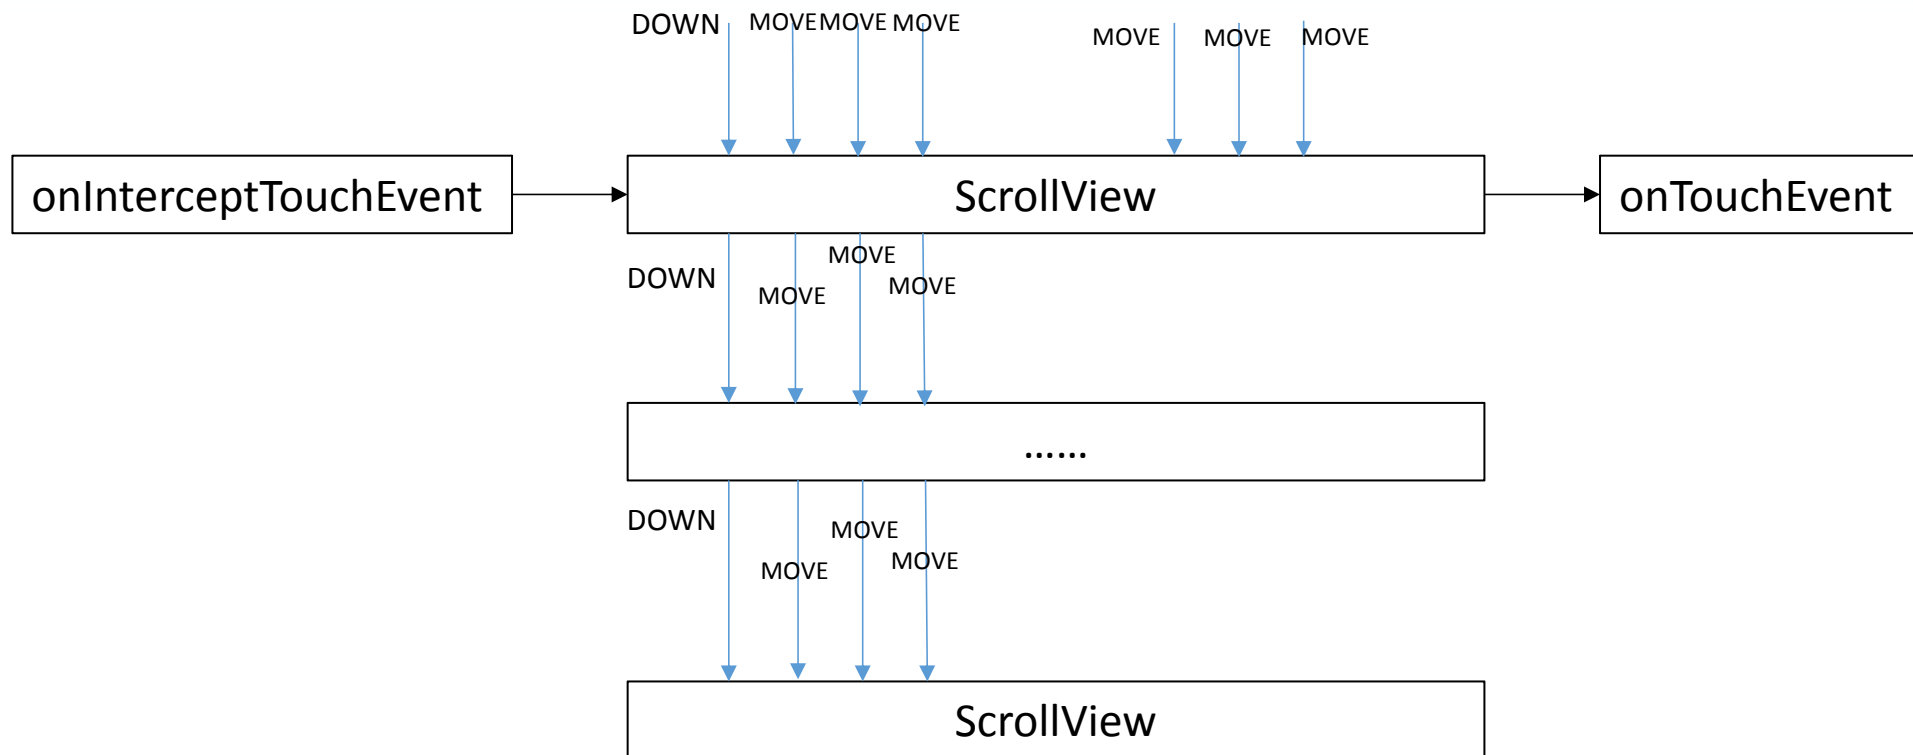 DOWN MOVE MOVE MOVE MOVE MOVE MOVE
onInterceptTouchEvent ScrollView onTouchEvent
DOWN MOVE MOVE MOVE
......
DOWN MOVE MOVE MOVE
ScrollView